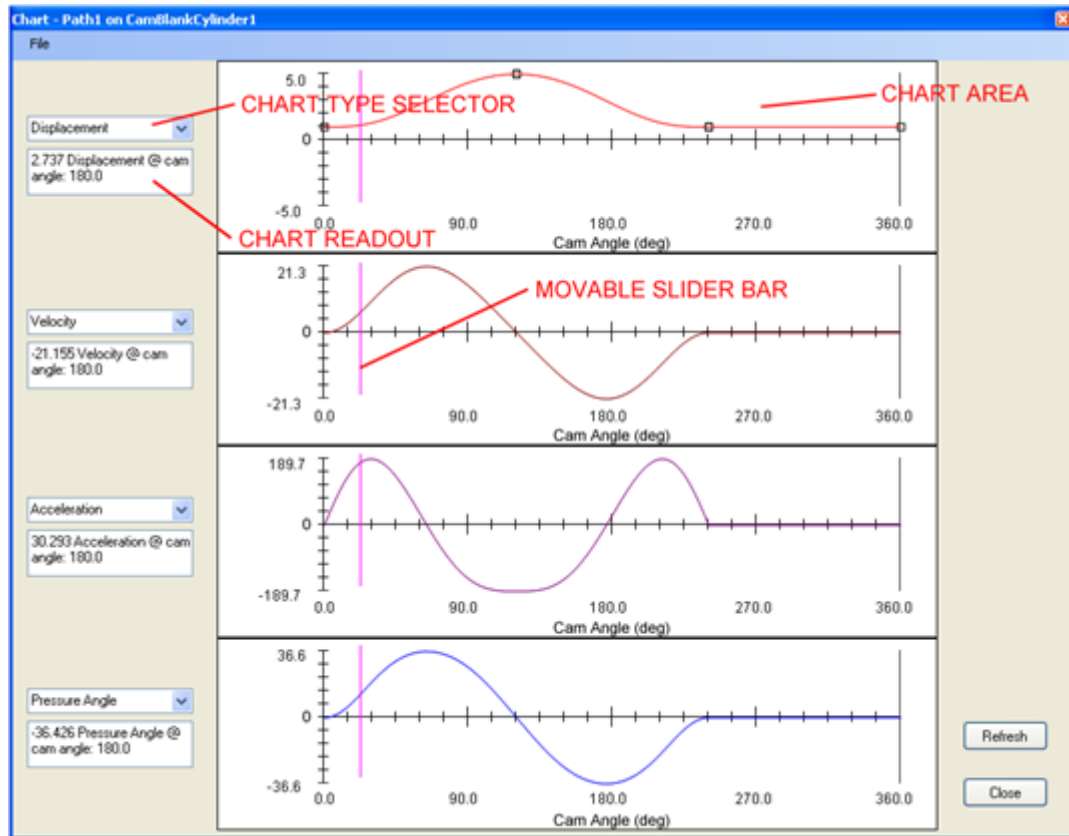 Chart - Path1 on CamBlankCylinder1
File
CHART TYPE SELECTOR
CHART AREA
Displacement
2.737 Displacement @ cam
angle: 180.0
CHART READOUT
5.0
0
-5.0
0.0 90.0 180.0 270.0 360.0
Cam Angle (deg)
MOVABLE SLIDER BAR
Velocity
-21.155 Velocity @ cam
angle: 180.0
21.3
0
-21.3
0.0 90.0 180.0 270.0 360.0
Cam Angle (deg)
Acceleration
30.293 Acceleration @ cam
angle: 180.0
189.7
0
-189.7
0.0 90.0 180.0 270.0 360.0
Cam Angle (deg)
Pressure Angle
-36.426 Pressure Angle @
cam angle: 180.0
36.6
0
-36.6
0.0 90.0 180.0 270.0 360.0
Cam Angle (deg)
Refresh
Close